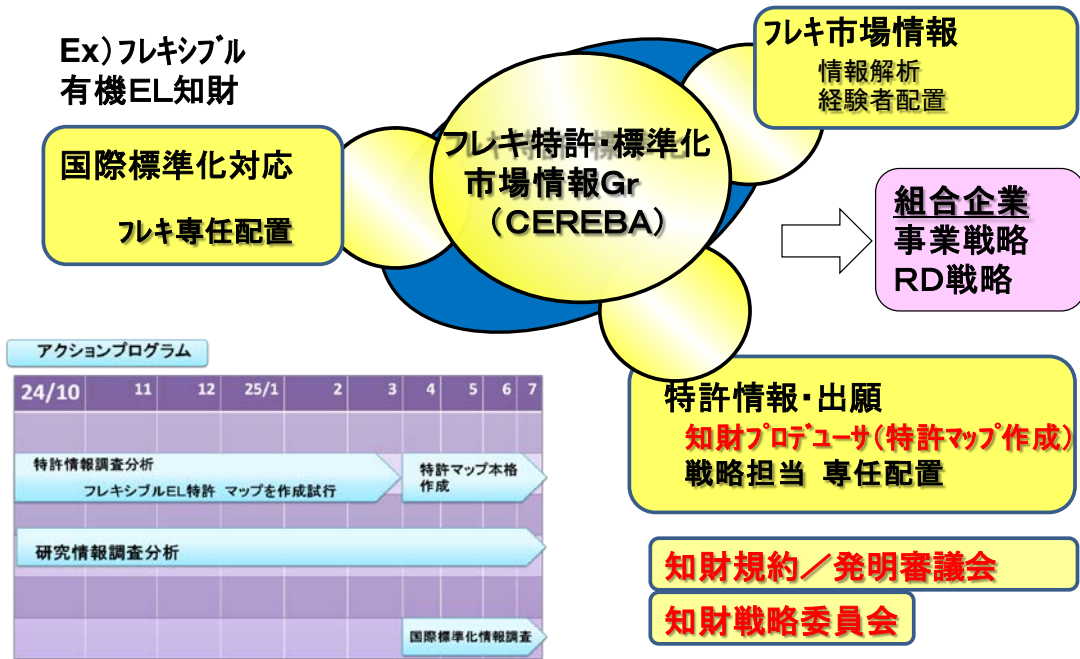 Ex)フレキシブル
有機EL知財
フレキ市場情報
情報解析
経験者配置
国際標準化対応
フレキ専任配置
フレキ特許・標準化
市場情報Gr
（CEREBA）
組合企業
事業戦略
RD戦略
アクションプログラム
24/10 11 12 25/1 2 3 4 5 6 7
特許情報調査分析
フレキシブルEL特許 マップを作成試行
特許マップ本格
作成
研究情報調査分析
国際標準化情報調査
特許情報・出願
知財プロデューサ(特許マップ作成)
戦略担当 専任配置
知財規約／発明審議会
知財戦略委員会